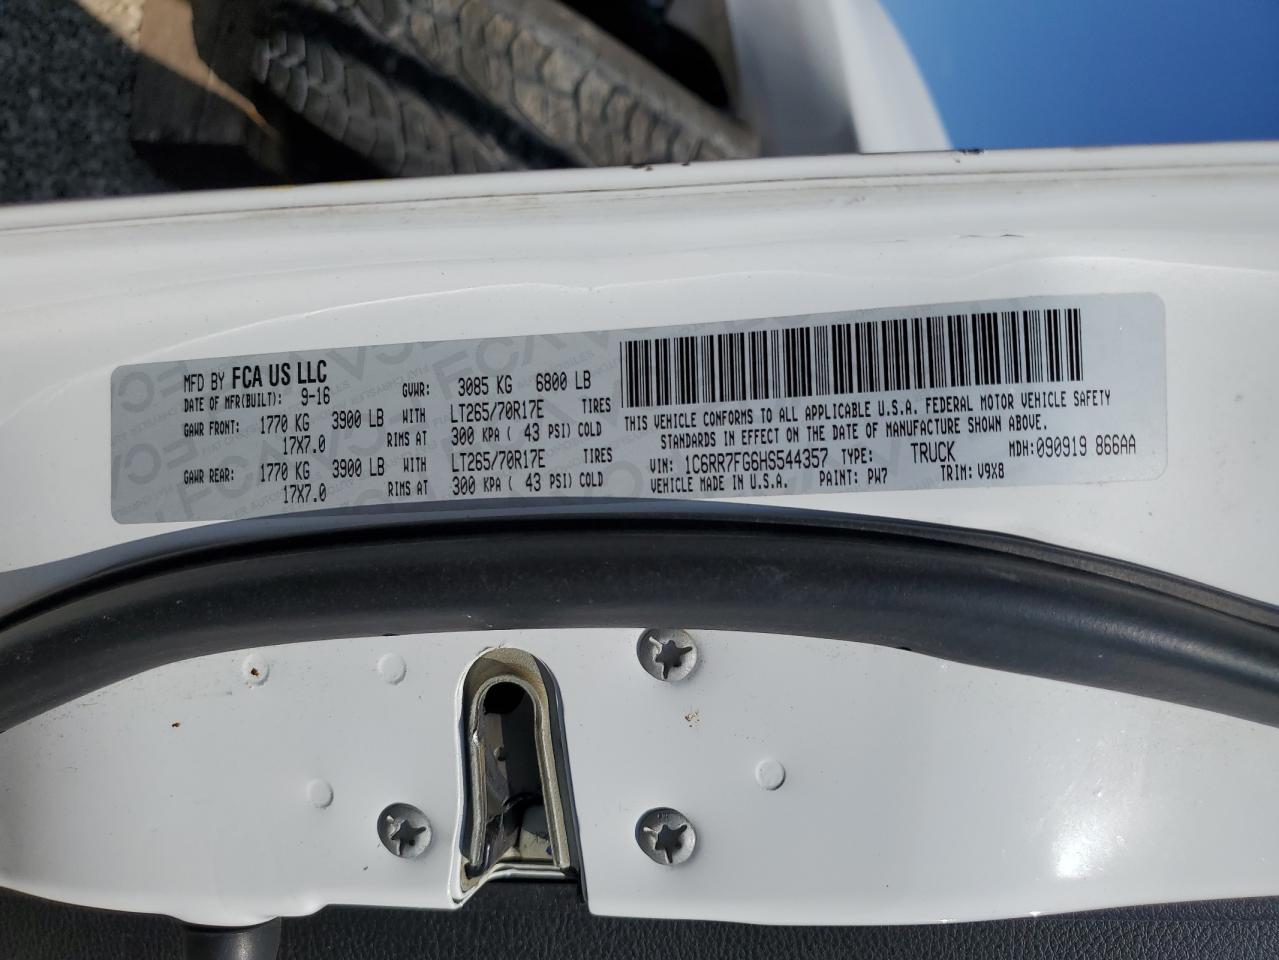 MFD BY FCA US LLC
DATE OF MFR(BUILT): 9-16 GVWR: 3085 KG 6800 LB
GAWR FRONT: 1770 KG 3900 LB WITH LT265/70R17E TIRES
17X7.0 RIMS AT 300 KPA ( 43 PSI) COLD
GAWR REAR: 1770 KG 3900 LB WITH LT265/70R17E TIRES
17X7.0 RIMS AT 300 KPA ( 43 PSI) COLD
THIS VEHICLE CONFORMS TO ALL APPLICABLE U.S.A. FEDERAL MOTOR VEHICLE SAFETY
STANDARDS IN EFFECT ON THE DATE OF MANUFACTURE SHOWN ABOVE.
VIN: 1C6RR7FG6HS544357 TYPE: TRUCK MDH:090919 866AA
VEHICLE MADE IN U.S.A. PAINT: PW7 TRIM: V9X8